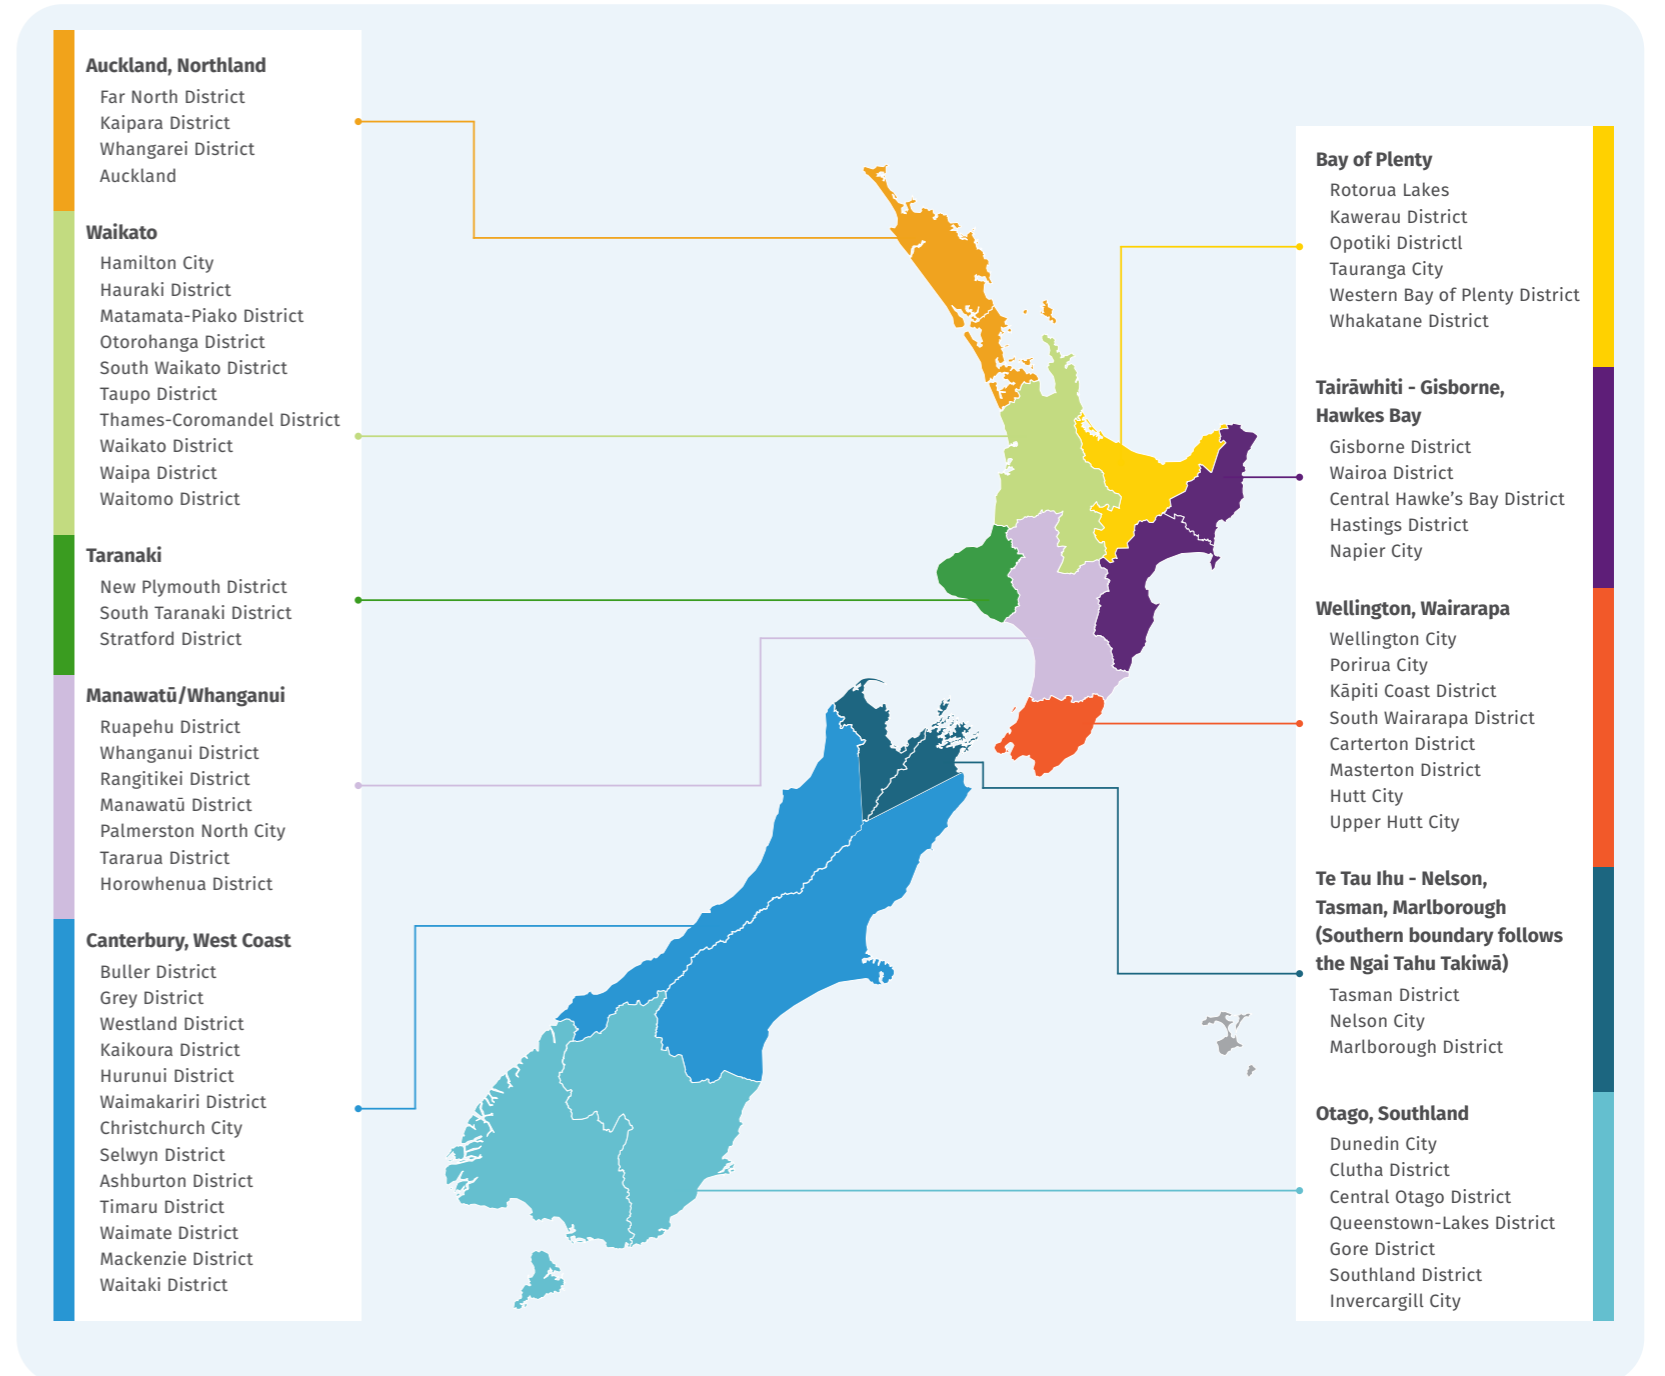 Auckland, Northland
Far North District
Kaipara District
Whangarei District
Auckland
Waikato
Hamilton City
Hauraki District
Matamata-Piako District
Otorohanga District
South Waikato District
Taupo District
Thames-Coromandel District
Waikato District
Waipa District
Waitomo District
Taranaki
New Plymouth District
South Taranaki District
Stratford District
Manawatū/Whanganui
Ruapehu District
Whanganui District
Rangitikei District
Manawatū District
Palmerston North City
Tararua District
Horowhenua District
Canterbury, West Coast
Buller District
Grey District
Westland District
Kaikoura District
Hurunui District
Waimakariri District
Christchurch City
Selwyn District
Ashburton District
Timaru District
Waimate District
Mackenzie District
Waitaki District
Bay of Plenty
Rotorua Lakes
Kawerau District
Opotiki Districtl
Tauranga City
Western Bay of Plenty District
Whakatane District
Tairāwhiti - Gisborne,
Hawkes Bay
Gisborne District
Wairoa District
Central Hawke’s Bay District
Hastings District
Napier City
Wellington, Wairarapa
Wellington City
Porirua City
Kāpiti Coast District
South Wairarapa District
Carterton District
Masterton District
Hutt City
Upper Hutt City
Te Tau Ihu - Nelson,
Tasman, Marlborough
(Southern boundary follows
the Ngai Tahu Takiwā)
Tasman District
Nelson City
Marlborough District
Otago, Southland
Dunedin City
Clutha District
Central Otago District
Queenstown-Lakes District
Gore District
Southland District
Invercargill City